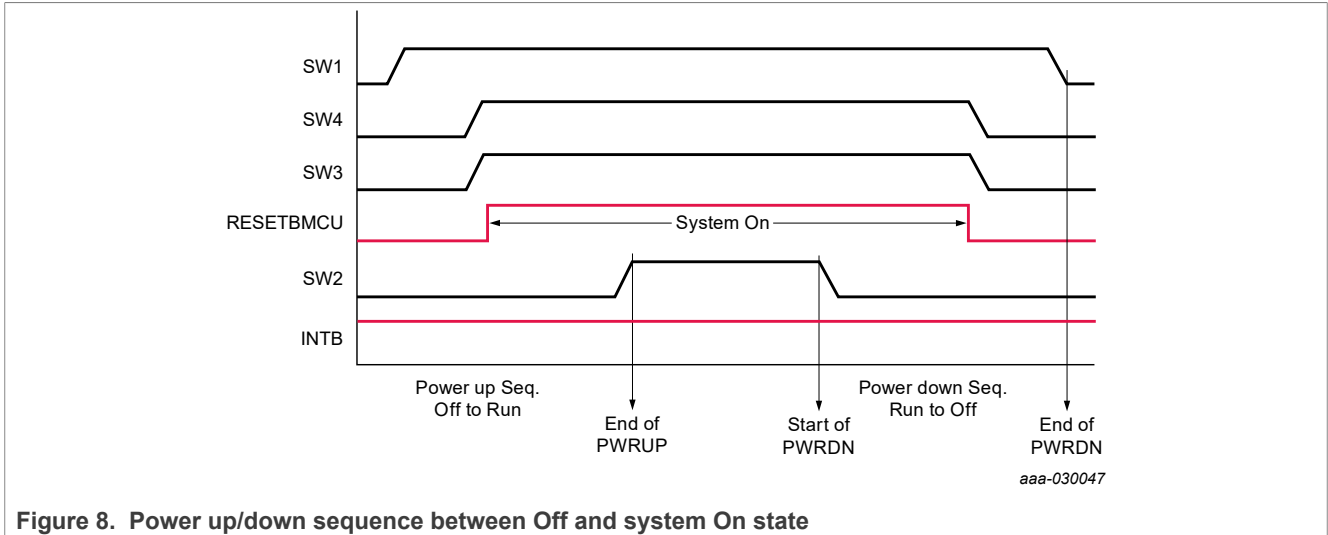 SW1
SW4
SW3
RESETBMCU
System On
SW2
INTB
Power up Seq.
Off to Run
Power down Seq.
Run to Off
End of
PWRUP
Start of
PWRDN
End of
PWRDN
aaa-030047
Figure 8. Power up/down sequence between Off and system On state